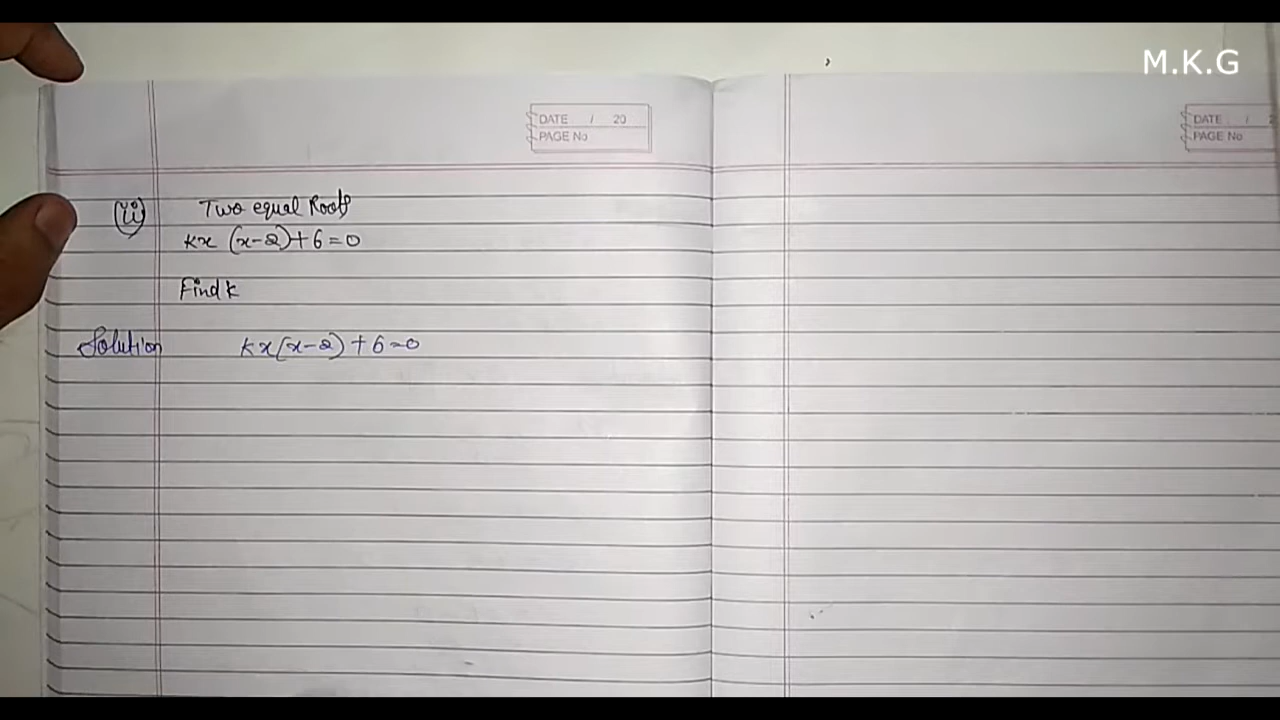 M.K.G
DATE / 20
PAGE No
DATE / 2
PAGE No
(ii) Two equal Roots
kx (x-2)+6=0
Find k
Solution kx(x-2)+6=0